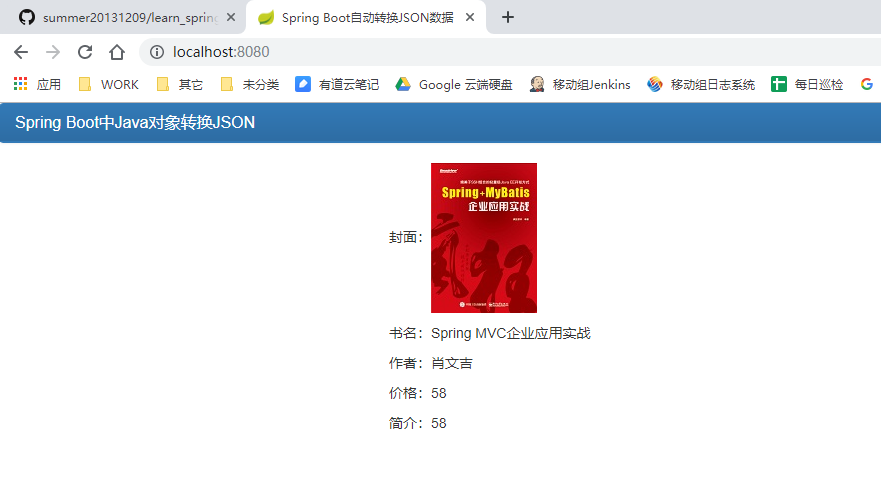 summer20131209/learn_spring
Spring Boot自动转换JSON数据
localhost:8080
应用 WORK 其它 未分类 有道云笔记 Google 云端硬盘 移动组Jenkins 移动组日志系统 每日巡检
Spring Boot中Java对象转换JSON
Spring+MyBatis
企业应用实战
疯狂
封面：
书名：Spring MVC企业应用实战
作者：肖文吉
价格：58
简介：58